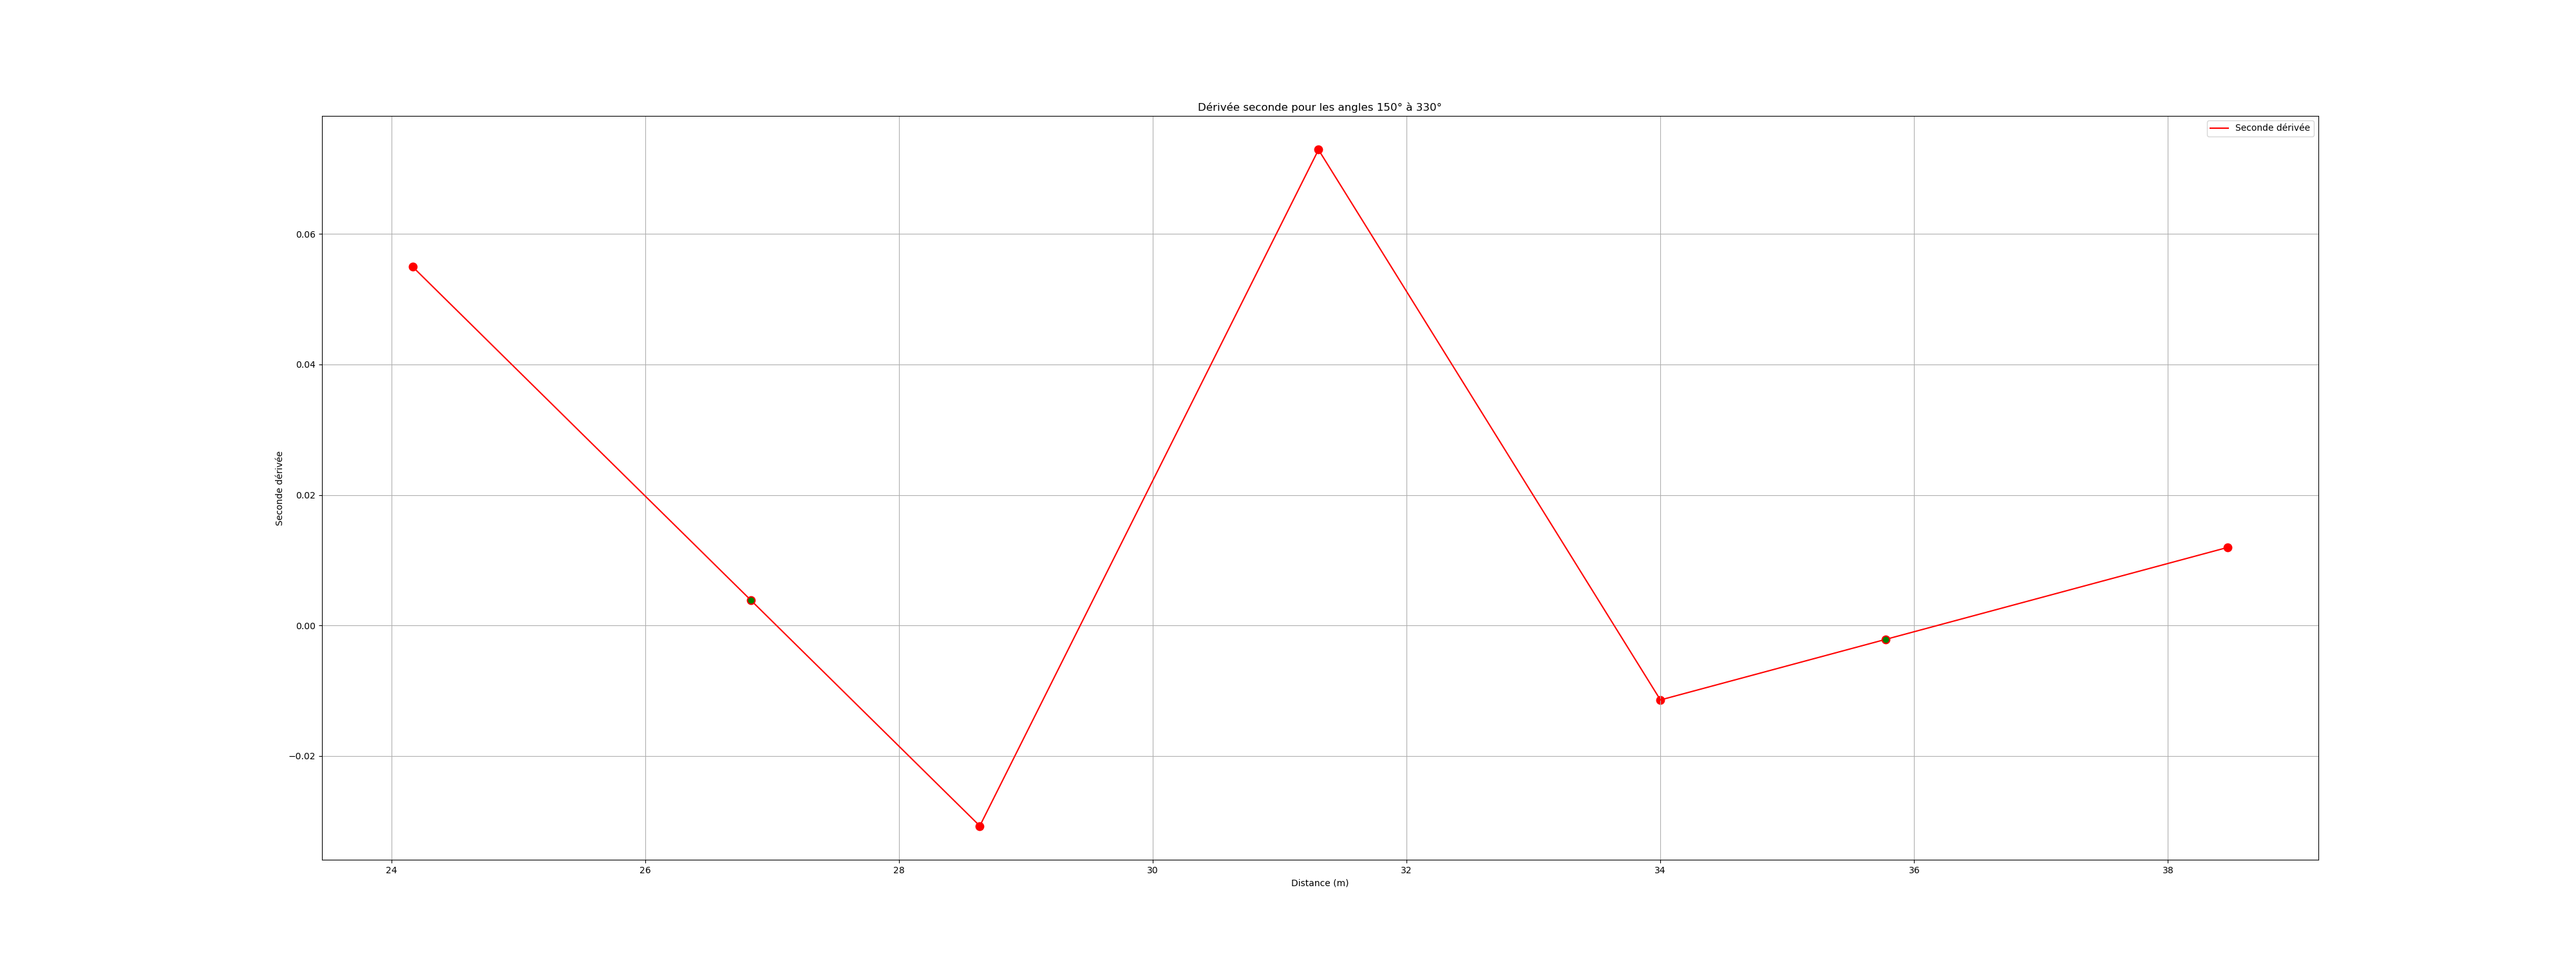 Dérivée seconde pour les angles 150° à 330°
Seconde dérivée
0.06
0.04
0.02
0.00
−0.02
Seconde dérivée
24 26 28 30 32 34 36 38
Distance (m)